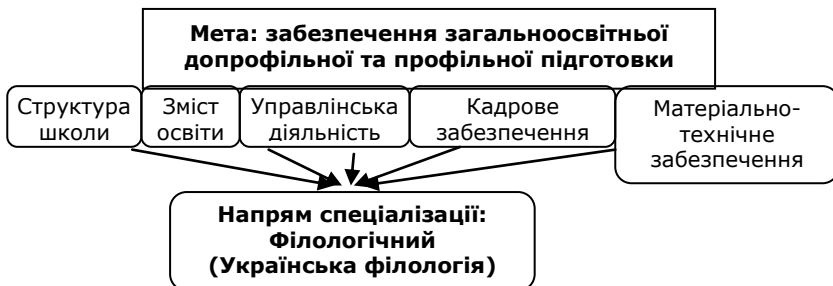 Мета: забезпечення загальноосвітньої
допрофільної та профільної підготовки
Структура
школи
Зміст
освіти
Управлінська
діяльність
Кадрове
забезпечення
Матеріально-
технічне
забезпечення
Напрям спеціалізації:
Філологічний
(Українська філологія)